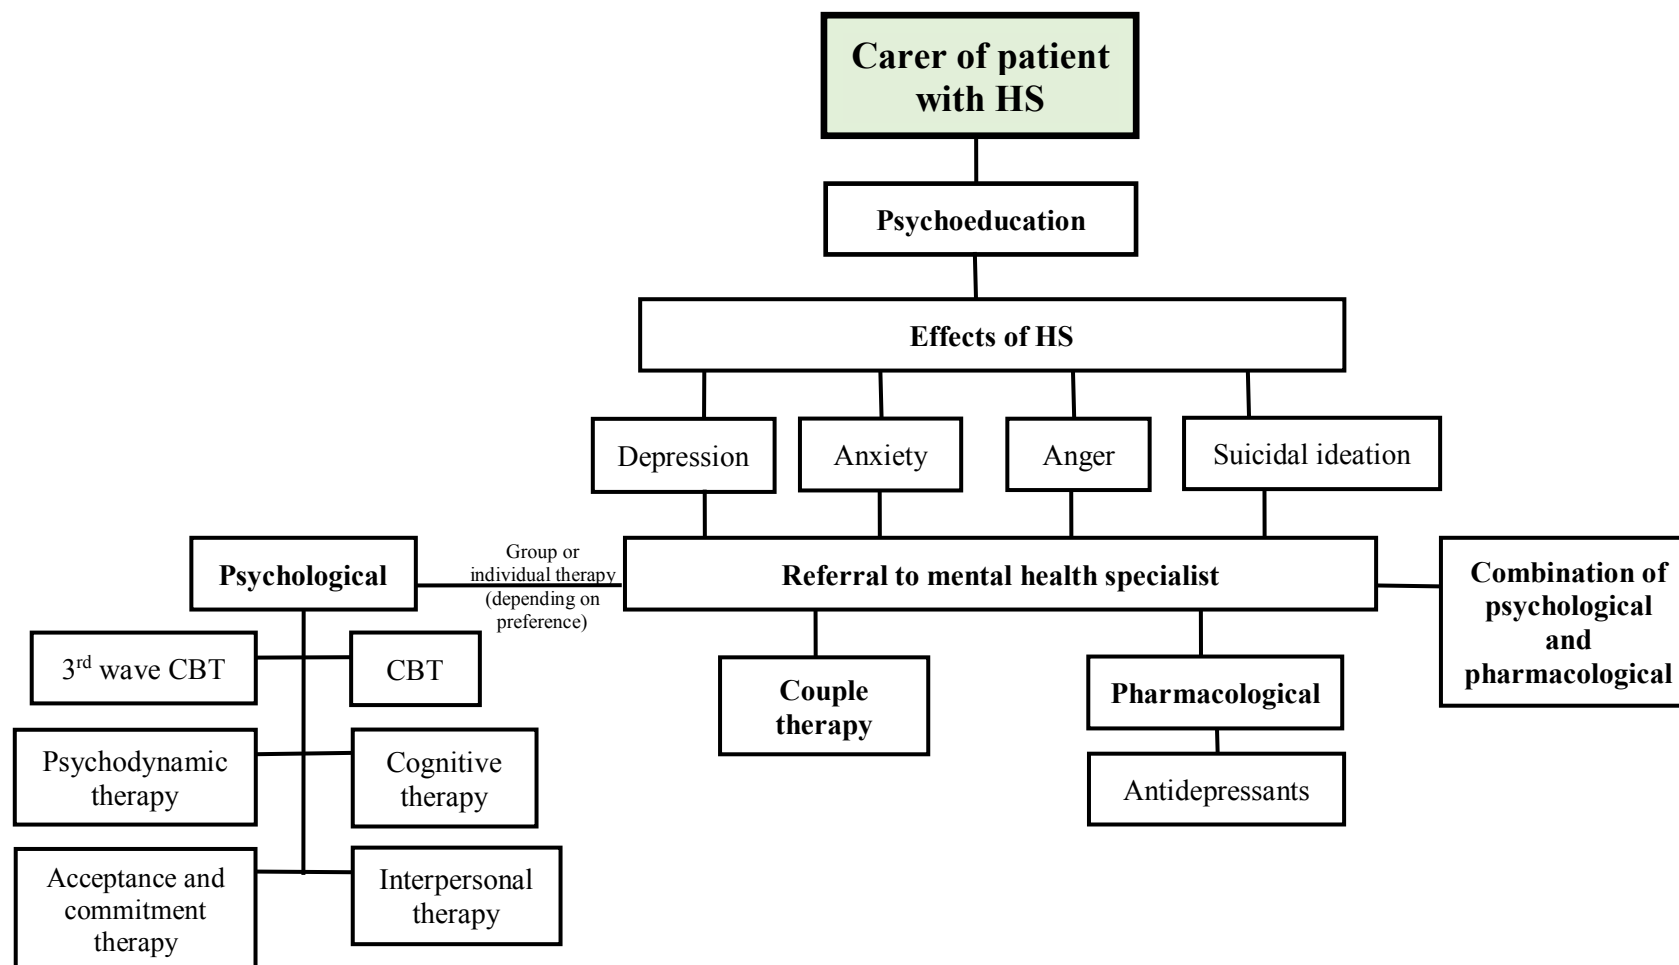 Carer of patient
with HS
Psychoeducation
Effects of HS
Depression
Anxiety
Anger
Suicidal ideation
Psychological
Group or
individual therapy
(depending on
preference)
Referral to mental health specialist
Combination of
psychological
and
pharmacological
3rd wave CBT
CBT
Couple
therapy
Pharmacological
Psychodynamic
therapy
Cognitive
therapy
Antidepressants
Acceptance and
commitment
therapy
Interpersonal
therapy